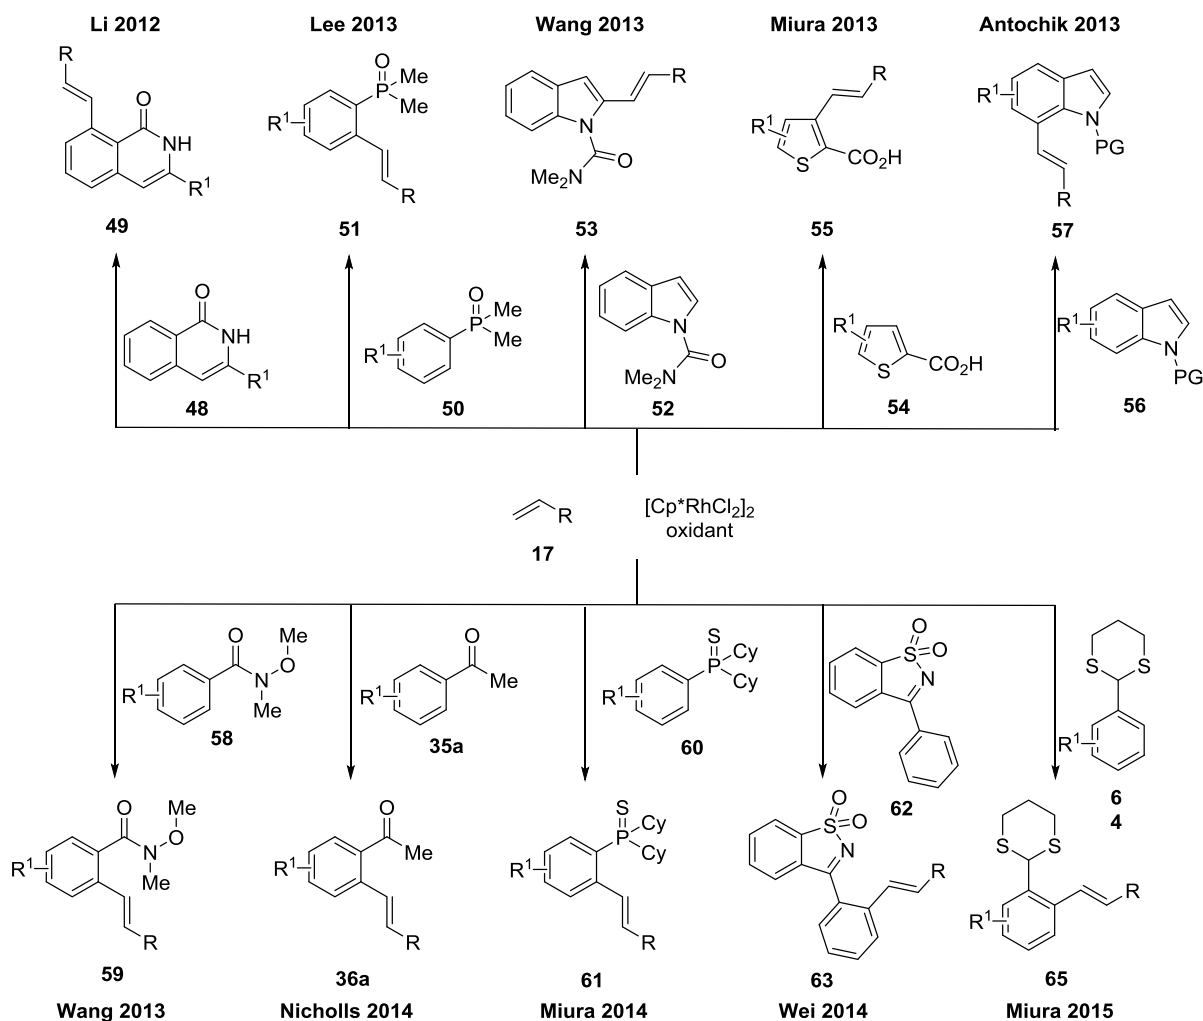 Li 2012
Lee 2013
Wang 2013
Miura 2013
Antochik 2013
R
O
NH
R¹
49
O
P
Me
Me
R¹
R
51
R
N
O
Me₂N
53
R
R¹
S
CO₂H
55
R¹
N
PG
R
57
O
NH
R¹
48
O
P
Me
Me
R¹
50
N
O
Me₂N
52
R¹
S
CO₂H
54
R¹
N
PG
56
R
17
[Cp*RhCl₂]₂
oxidant
O
Me
O
N
Me
R¹
58
O
Me
R¹
35a
S
P
Cy
Cy
R¹
60
O
S
O
N
62
S
S
R¹
6
4
O
Me
O
N
Me
R¹
R
59
O
Me
R¹
R
36a
S
P
Cy
Cy
R¹
R
61
O
S
O
N
R
63
S
S
R
R¹
65
Wang 2013
Nicholls 2014
Miura 2014
Wei 2014
Miura 2015